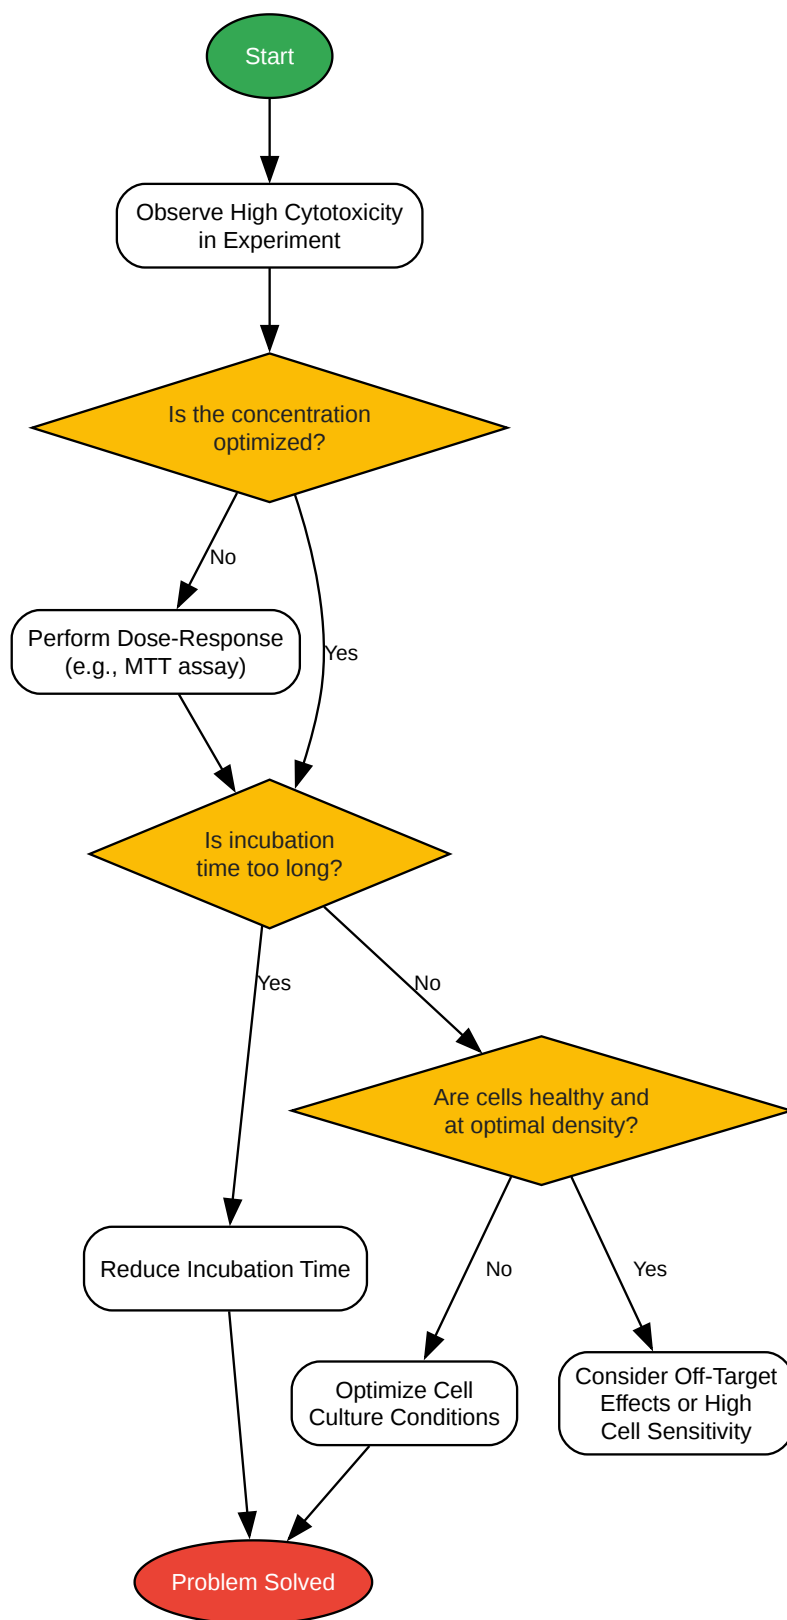 Start
Observe High Cytotoxicity
in Experiment
Is the concentration
optimized?
No
Yes
Perform Dose-Response
(e.g., MTT assay)
Is incubation
time too long?
Yes
No
Are cells healthy and
at optimal density?
No
Yes
Reduce Incubation Time
Optimize Cell
Culture Conditions
Consider Off-Target
Effects or High
Cell Sensitivity
Problem Solved